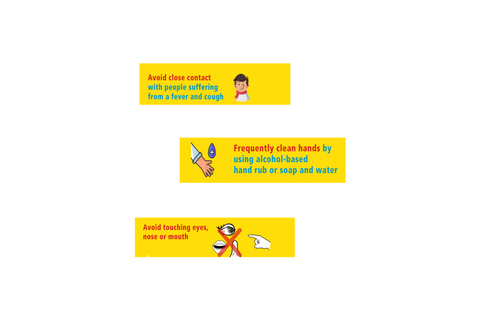 Avoid close contact
with people suffering
from a fever and cough
Frequently clean hands by
using alcohol-based
hand rub or soap and water
Avoid touching eyes,
nose or mouth